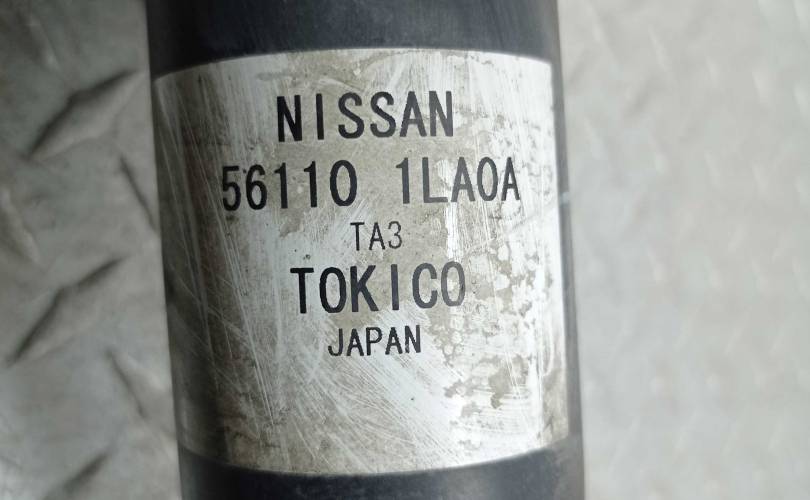 NISSAN
56110 1LA0A
TA3
TOKICO
JAPAN